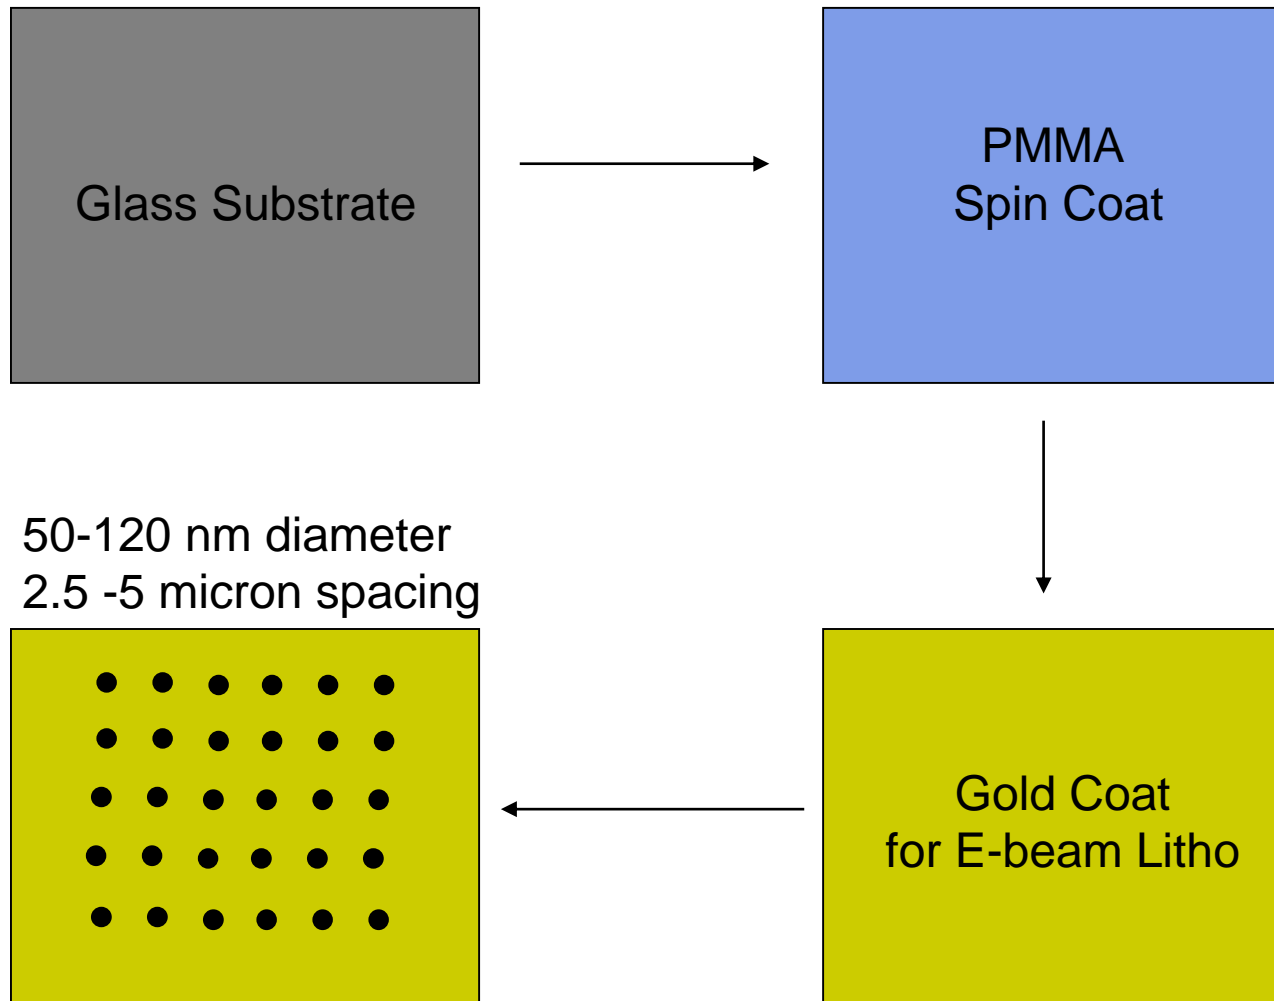 Glass Substrate
PMMA
Spin Coat
50-120 nm diameter
2.5 -5 micron spacing
Gold Coat
for E-beam Litho